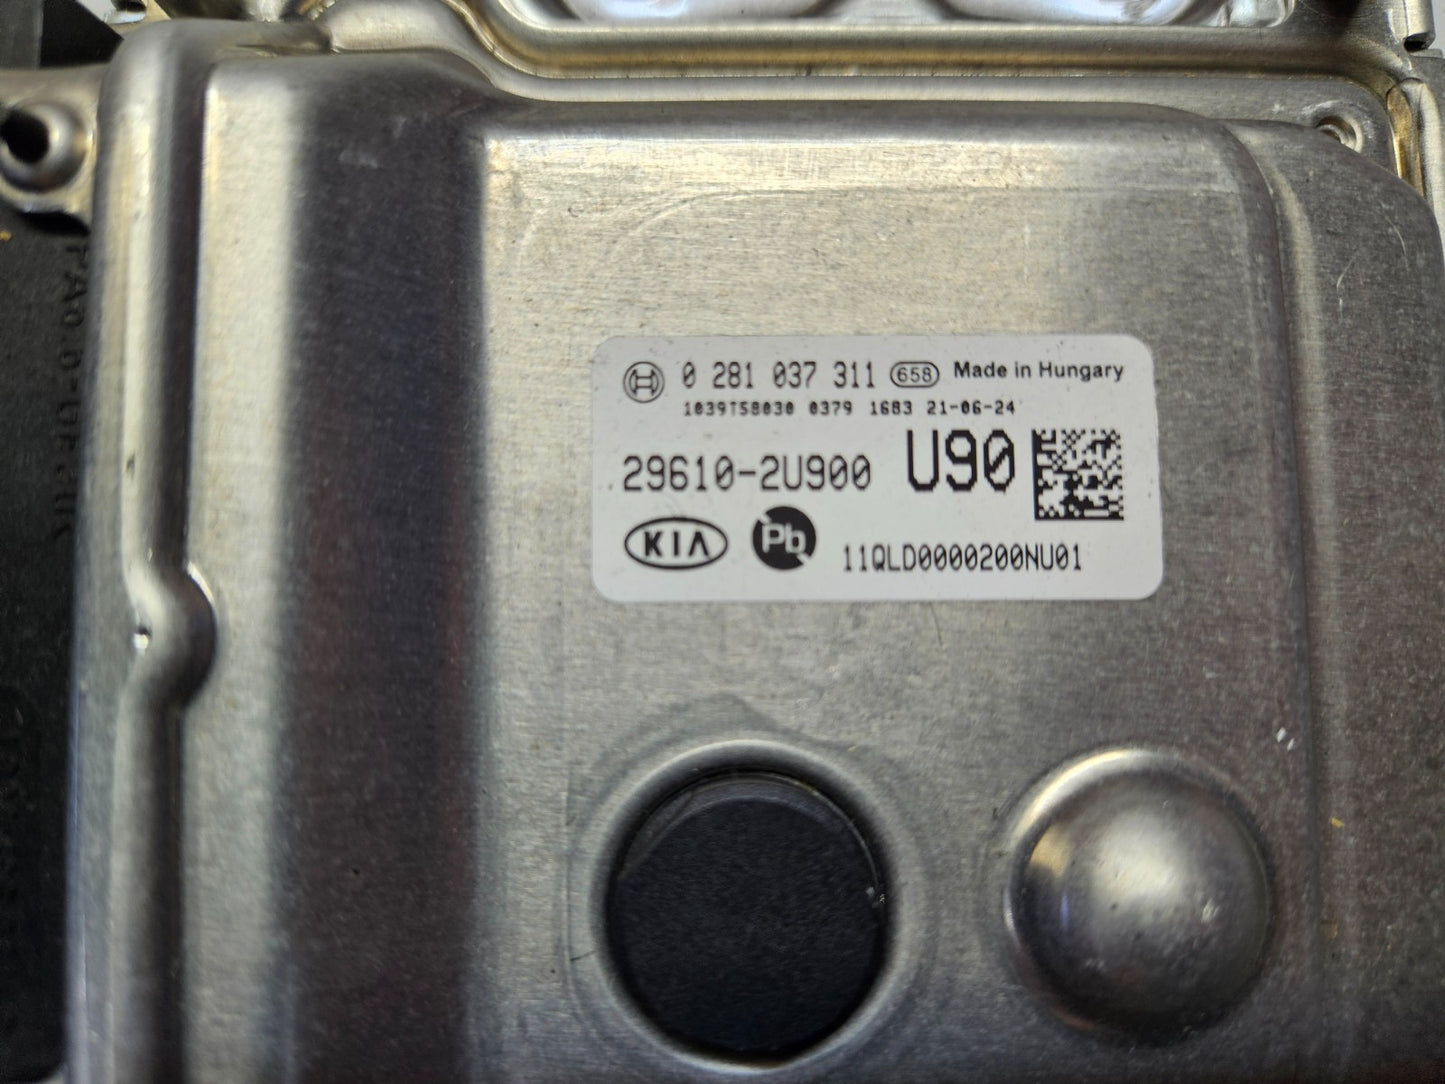 0 281 037 311 658 Made in Hungary
1039T58030 0379 1683 21-06-24
29610-2U900 U90
KIA Pb 11QLD0000200NU01